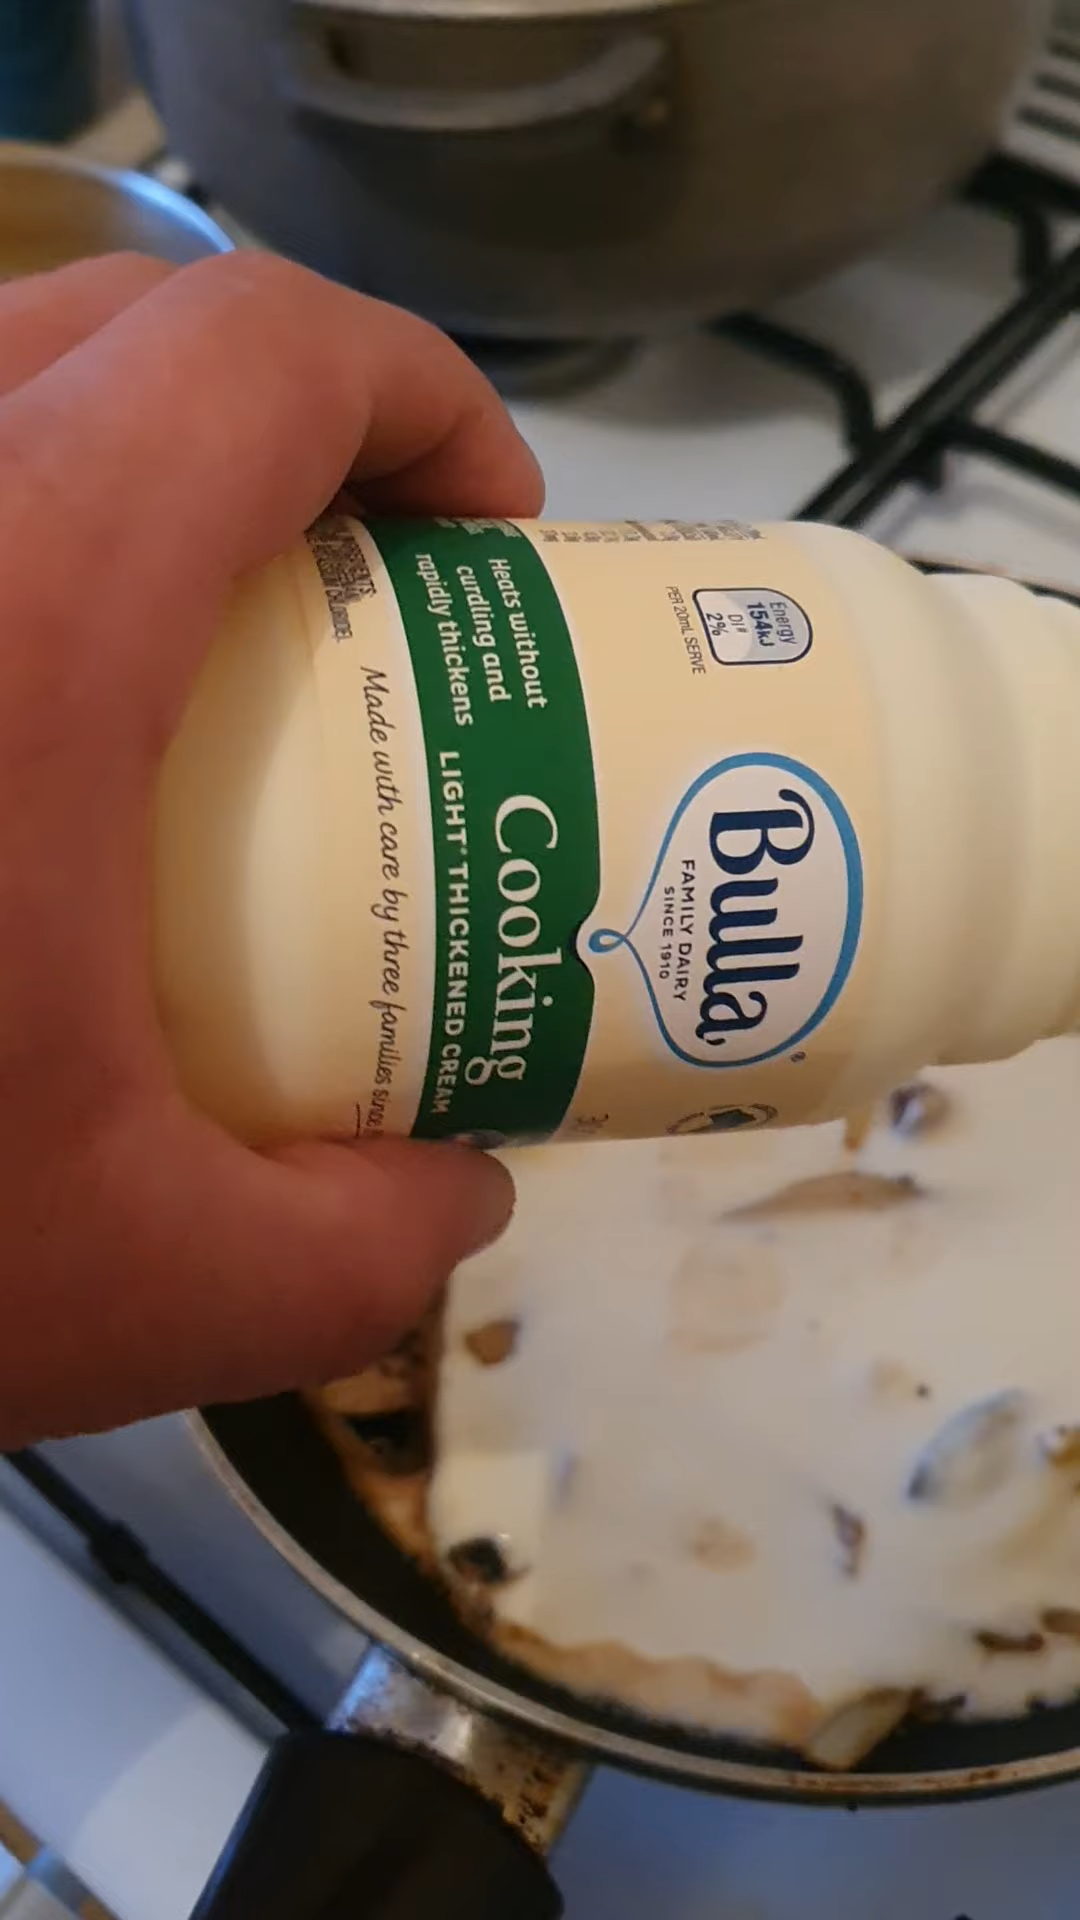 Energy
154kJ
DI#
2%
PER 20mL SERVE
Bulla
®
FAMILY DAIRY
SINCE 1910
Heats without
curdling and
rapidly thickens
Cooking
LIGHT* THICKENED CREAM
Made with care by three families since